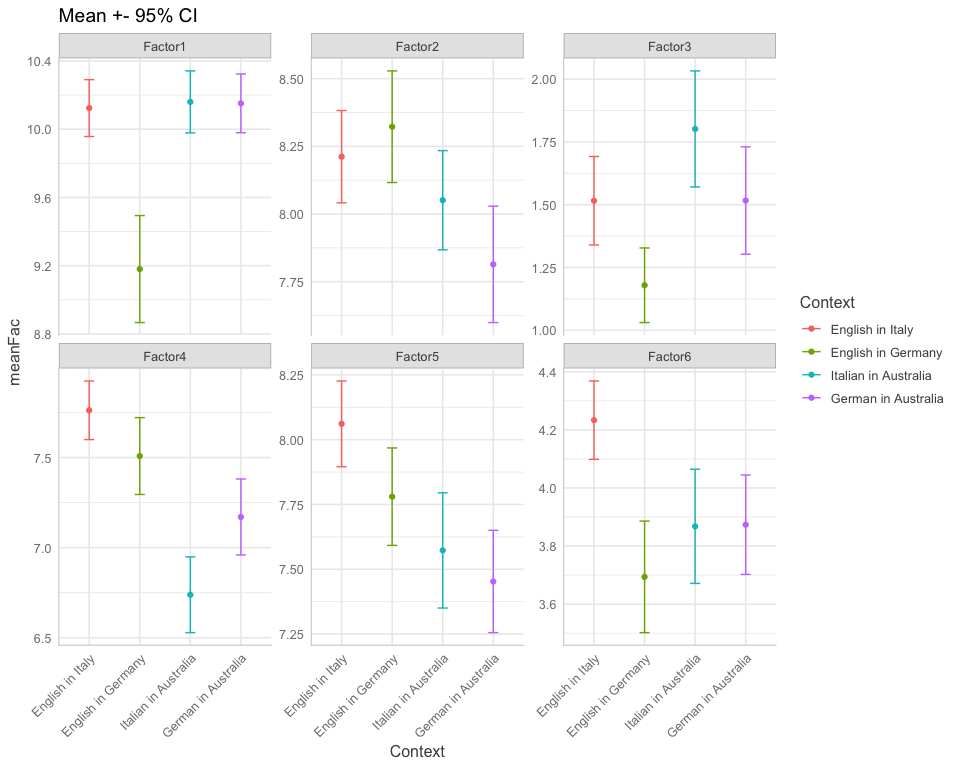 Mean +- 95% CI
Factor1
Factor2
Factor3
10.4
10.0
9.6
9.2
8.8
8.50
8.25
8.00
7.75
2.00
1.75
1.50
1.25
1.00
meanFac
Factor4
Factor5
Factor6
7.5
7.0
6.5
8.25
8.00
7.75
7.50
7.25
4.4
4.2
4.0
3.8
3.6
English in Italy
English in Germany
Italian in Australia
German in Australia
English in Italy
English in Germany
Italian in Australia
German in Australia
English in Italy
English in Germany
Italian in Australia
German in Australia
Context
Context
English in Italy
English in Germany
Italian in Australia
German in Australia